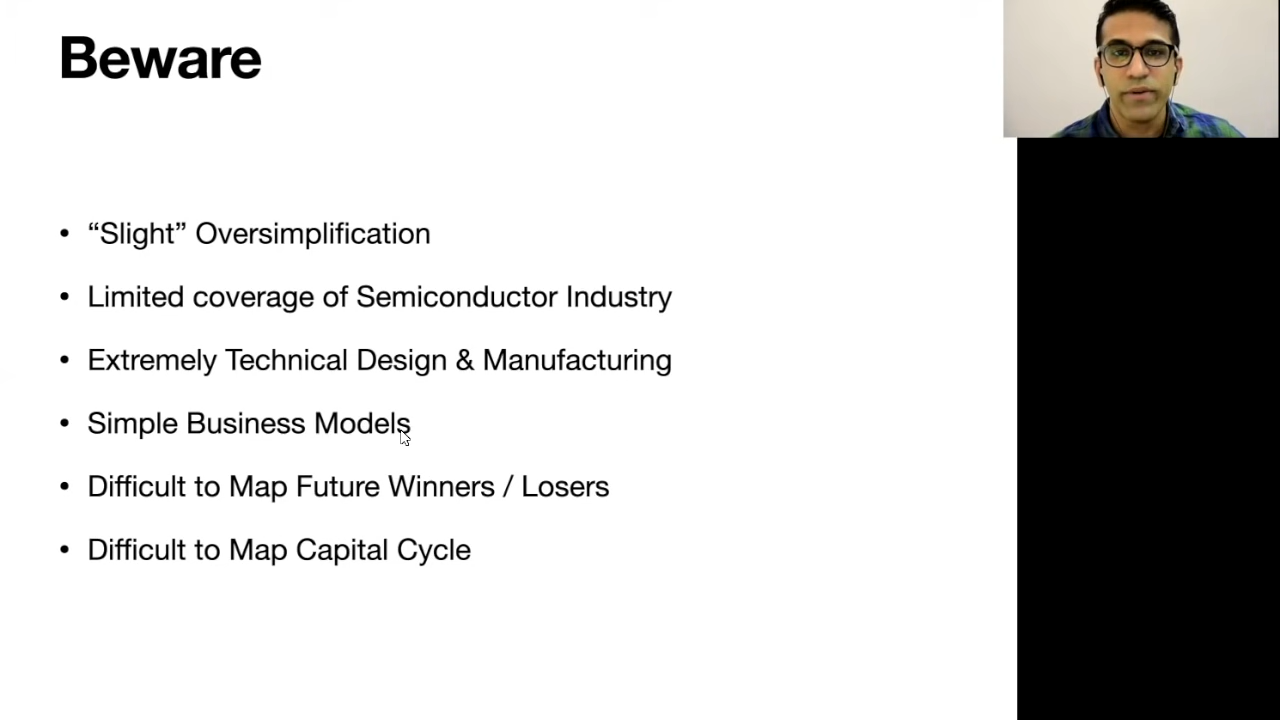 Beware
• “Slight” Oversimplification
• Limited coverage of Semiconductor Industry
• Extremely Technical Design & Manufacturing
• Simple Business Models
• Difficult to Map Future Winners / Losers
• Difficult to Map Capital Cycle